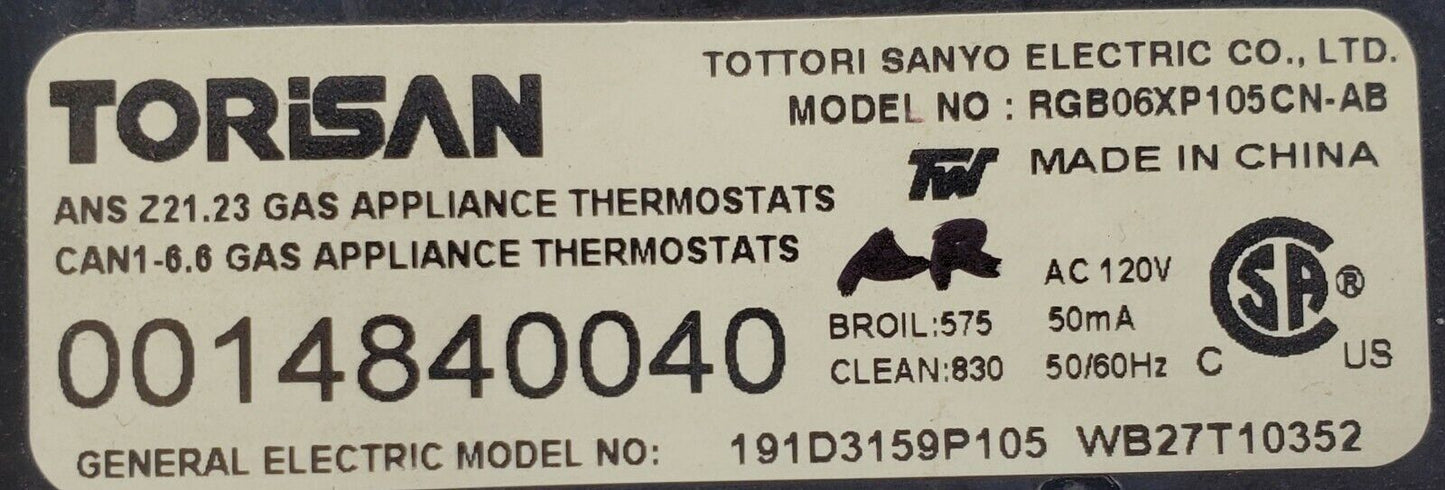 TORiSAN
TOTTORI SANYO ELECTRIC CO., LTD.
MODEL NO : RGB06XP105CN-AB
TW MADE IN CHINA
ANS Z21.23 GAS APPLIANCE THERMOSTATS
CAN1-6.6 GAS APPLIANCE THERMOSTATS
AR
0014840040
BROIL:575
CLEAN:830
AC 120V
50mA
50/60Hz
C SA ® US
GENERAL ELECTRIC MODEL NO: 191D3159P105 WB27T10352